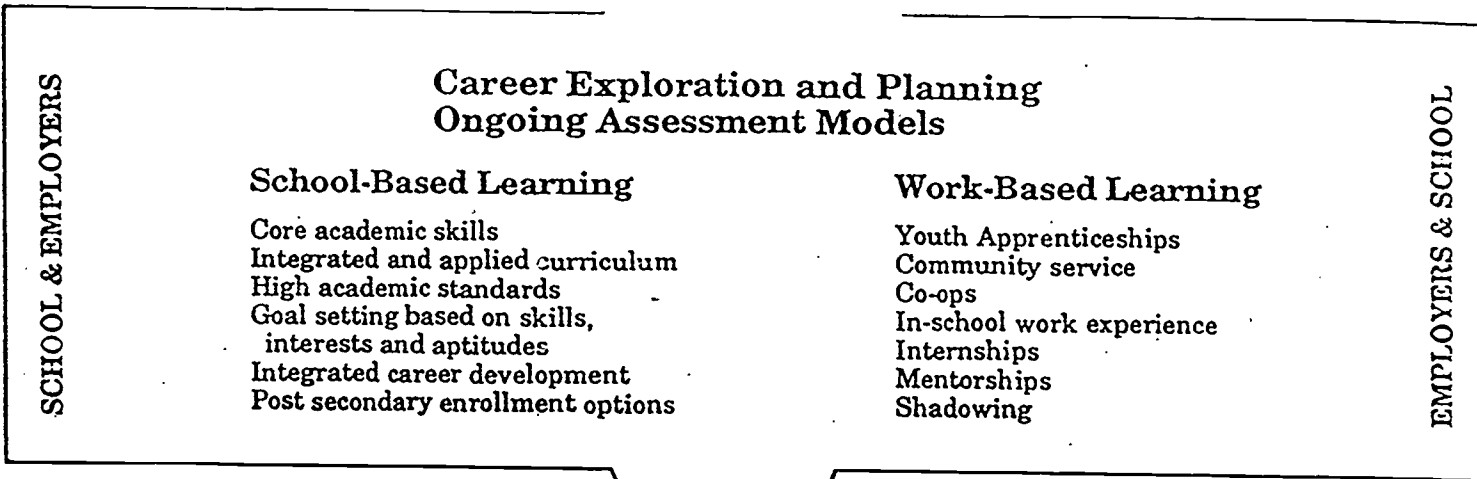 SCHOOL & EMPLOYERS
Career Exploration and Planning
Ongoing Assessment Models
School-Based Learning
Core academic skills
Integrated and applied curriculum
High academic standards
Goal setting based on skills,
interests and aptitudes
Integrated career development
Post secondary enrollment options
Work-Based Learning
Youth Apprenticeships
Community service
Co-ops
In-school work experience
Internships
Mentorships
Shadowing
EMPLOYERS & SCHOOL